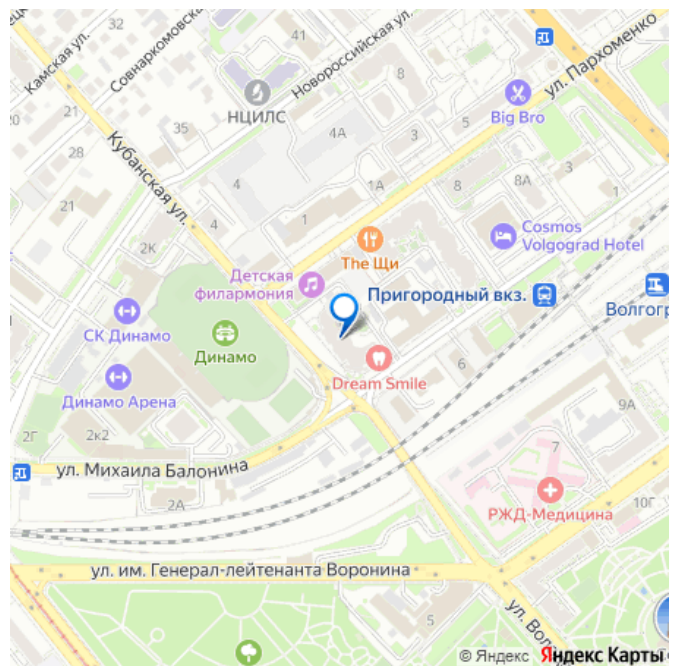 32
41
Камская ул.
Совнаркомовская
Новороссийская ул.
ул. Пархоменко
8
НЦИЛС
Big Bro
20
35
4А
3
5
1
21
28
Кубанская ул.
4
1А
8
8А
3
1
21
4
1
2К
The Щи
Cosmos
Volgograd Hotel
Детская
филармония
Пригородный вкз.
Волгогр
СК Динамо
Динамо
6
Dream Smile
Динамо Арена
9А
2Г
2к2
7
ул. Михаила Балонина
2А
РЖД-Медицина
10Г
ул. им. Генерал-лейтенанта Воронина
5
ул. Вол
© Яндекс Яндекс Карты